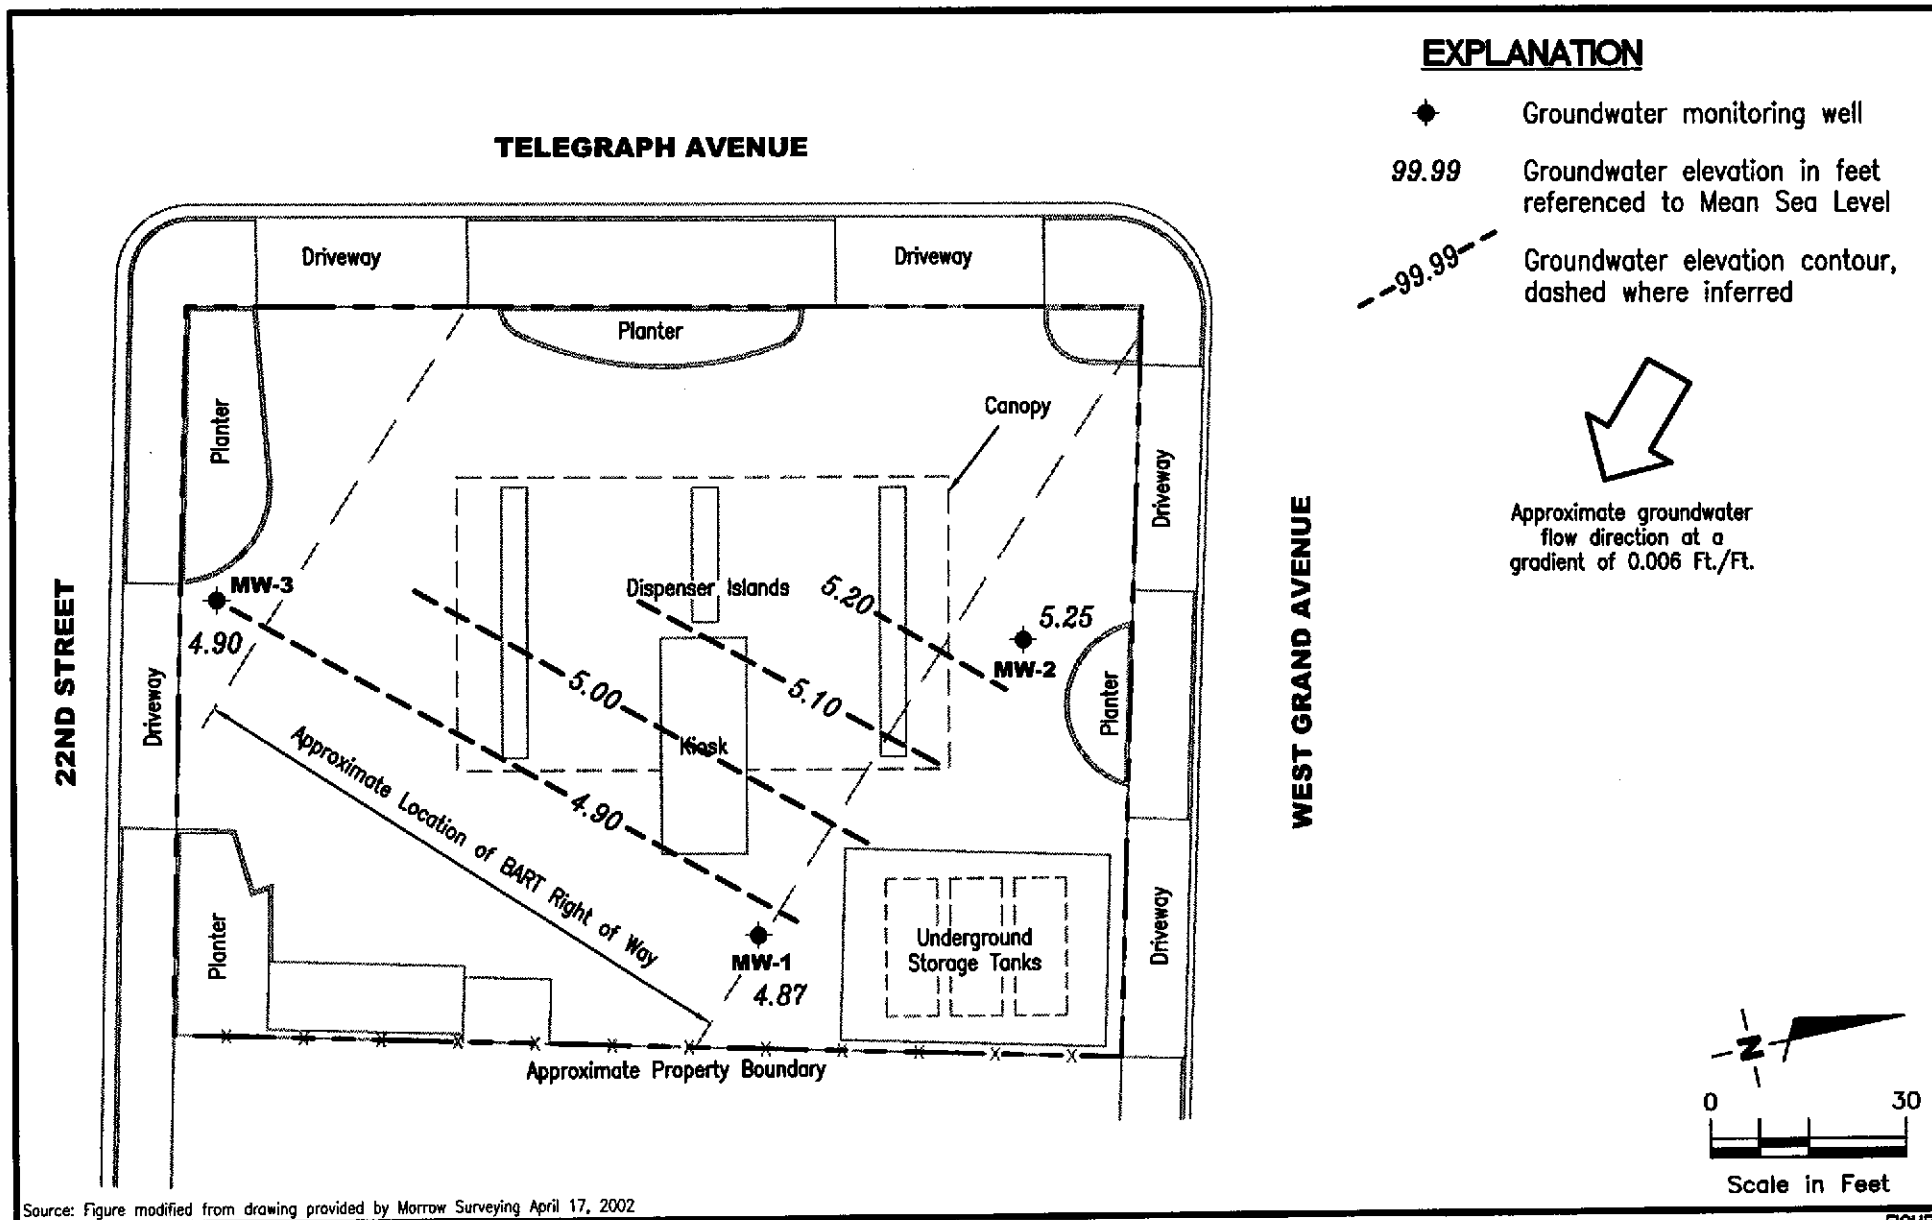 EXPLANATION
Groundwater monitoring well
99.99
Groundwater elevation in feet
referenced to Mean Sea Level
99.99
Groundwater elevation contour,
dashed where inferred
Approximate groundwater
flow direction at a
gradient of 0.006 Ft./Ft.
TELEGRAPH AVENUE
Driveway
Driveway
Planter
Planter
Canopy
Driveway
Dispenser Islands
5.20
5.25
MW-2
MW-3
4.90
5.00
5.10
Kiosk
4.90
Planter
22ND STREET
WEST GRAND AVENUE
Driveway
Approximate Location of BART Right of Way
Planter
MW-1
4.87
Underground
Storage Tanks
Driveway
Approximate Property Boundary
N
0 30
Scale in Feet
Source: Figure modified from drawing provided by Morrow Surveying April 17, 2002